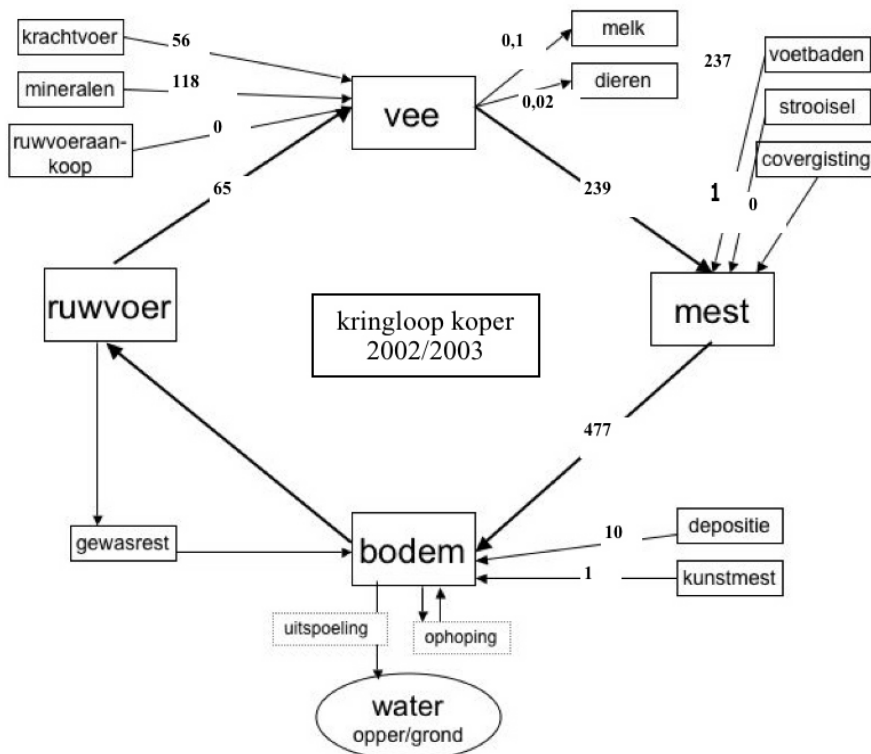 krachtvoer
56
mineralen
118
ruwvoeraan-
koop
0
vee
0,1
melk
0,02
dieren
237
voetbaden
strooisel
covergisting
1
0
65
239
ruwvoer
kringloop koper
2002/2003
mest
477
gewasrest
bodem
10
depositie
1
kunstmest
uitspoeling
ophoping
water
opper/grond